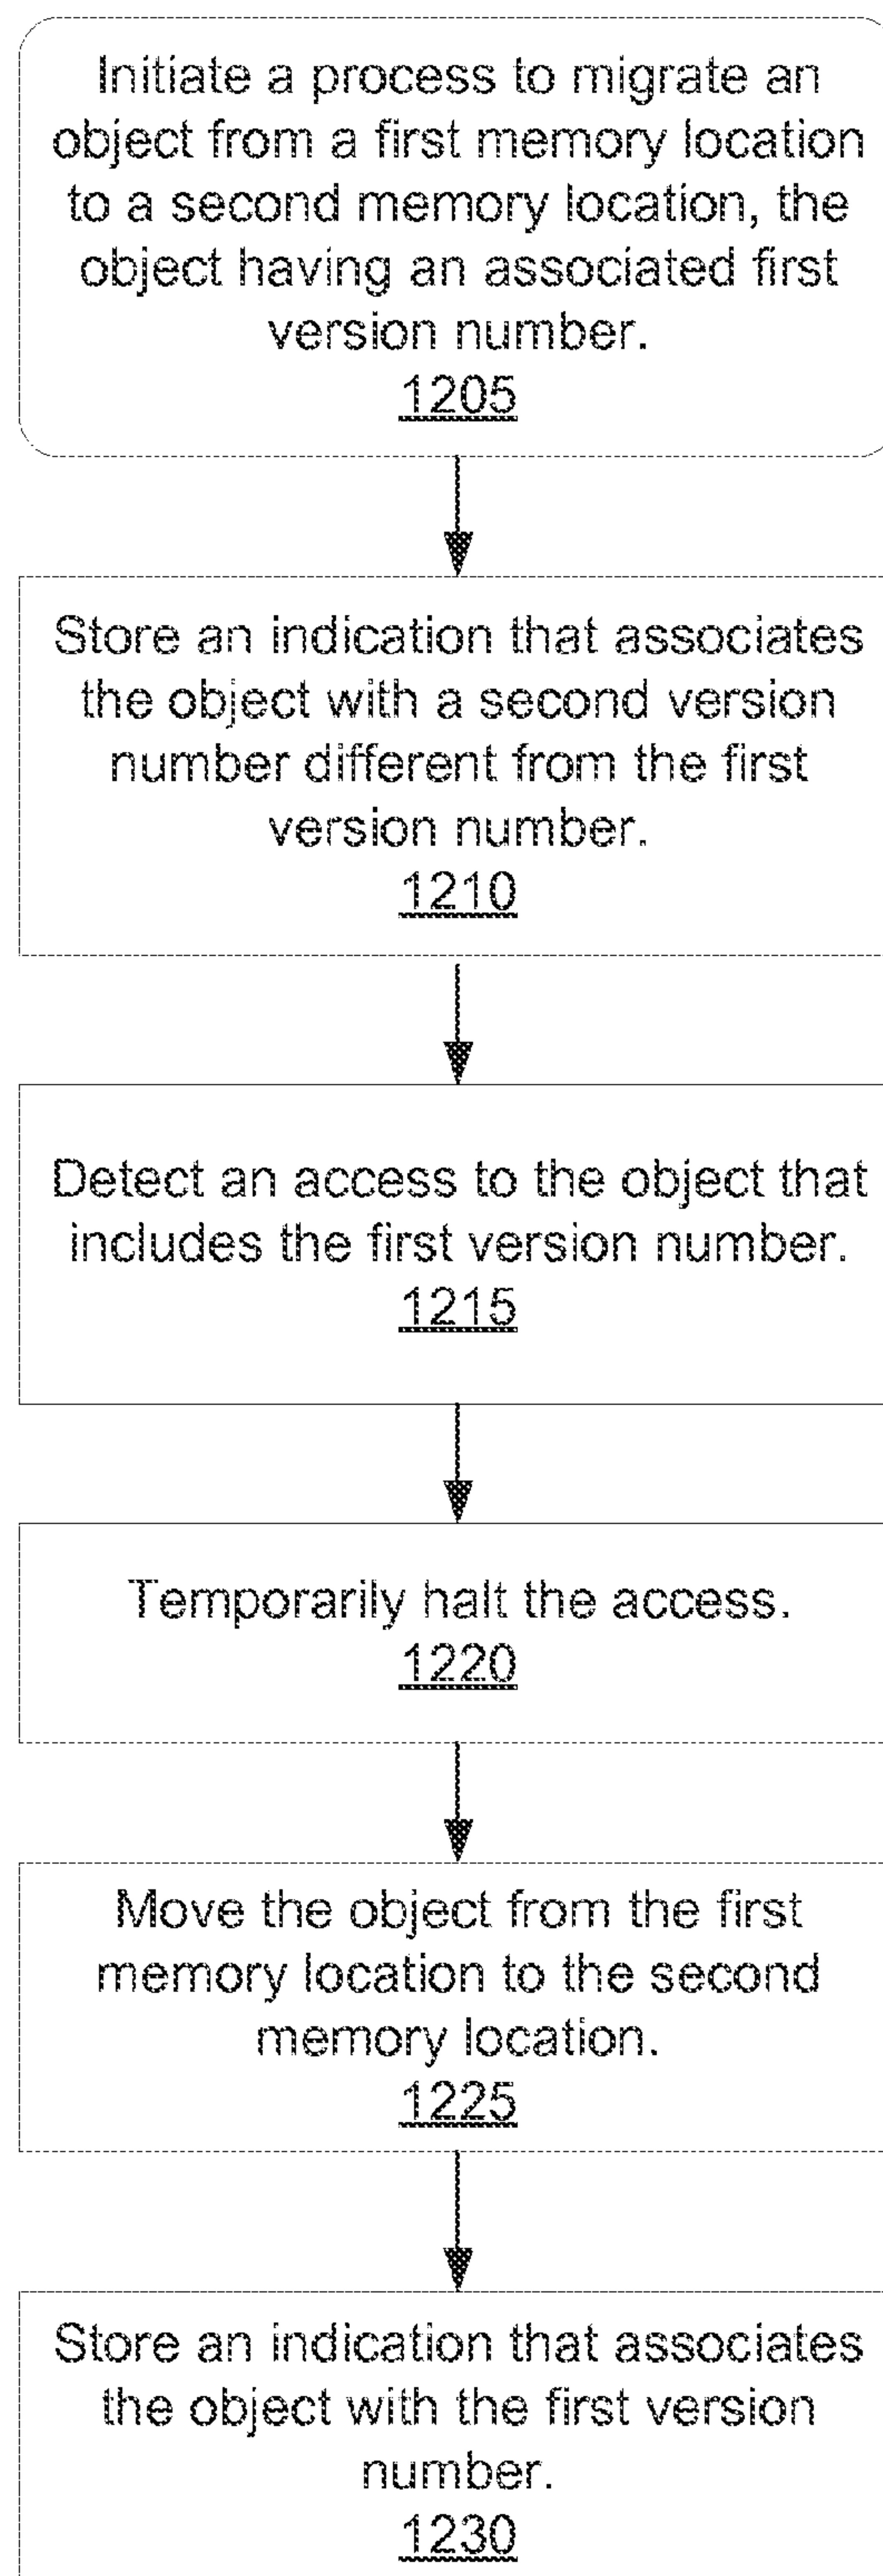 Initiate a process to migrate an
object from a first memory location
to a second memory location, the
object having an associated first
version number.
1205
Store an indication that associates
the object with a second version
number different from the first
version number.
1210
Detect an access to the object that
includes the first version number.
1215
Temporarily halt the access.
1220
Move the object from the first
memory location to the second
memory location.
1225
Store an indication that associates
the object with the first version
number.
1230